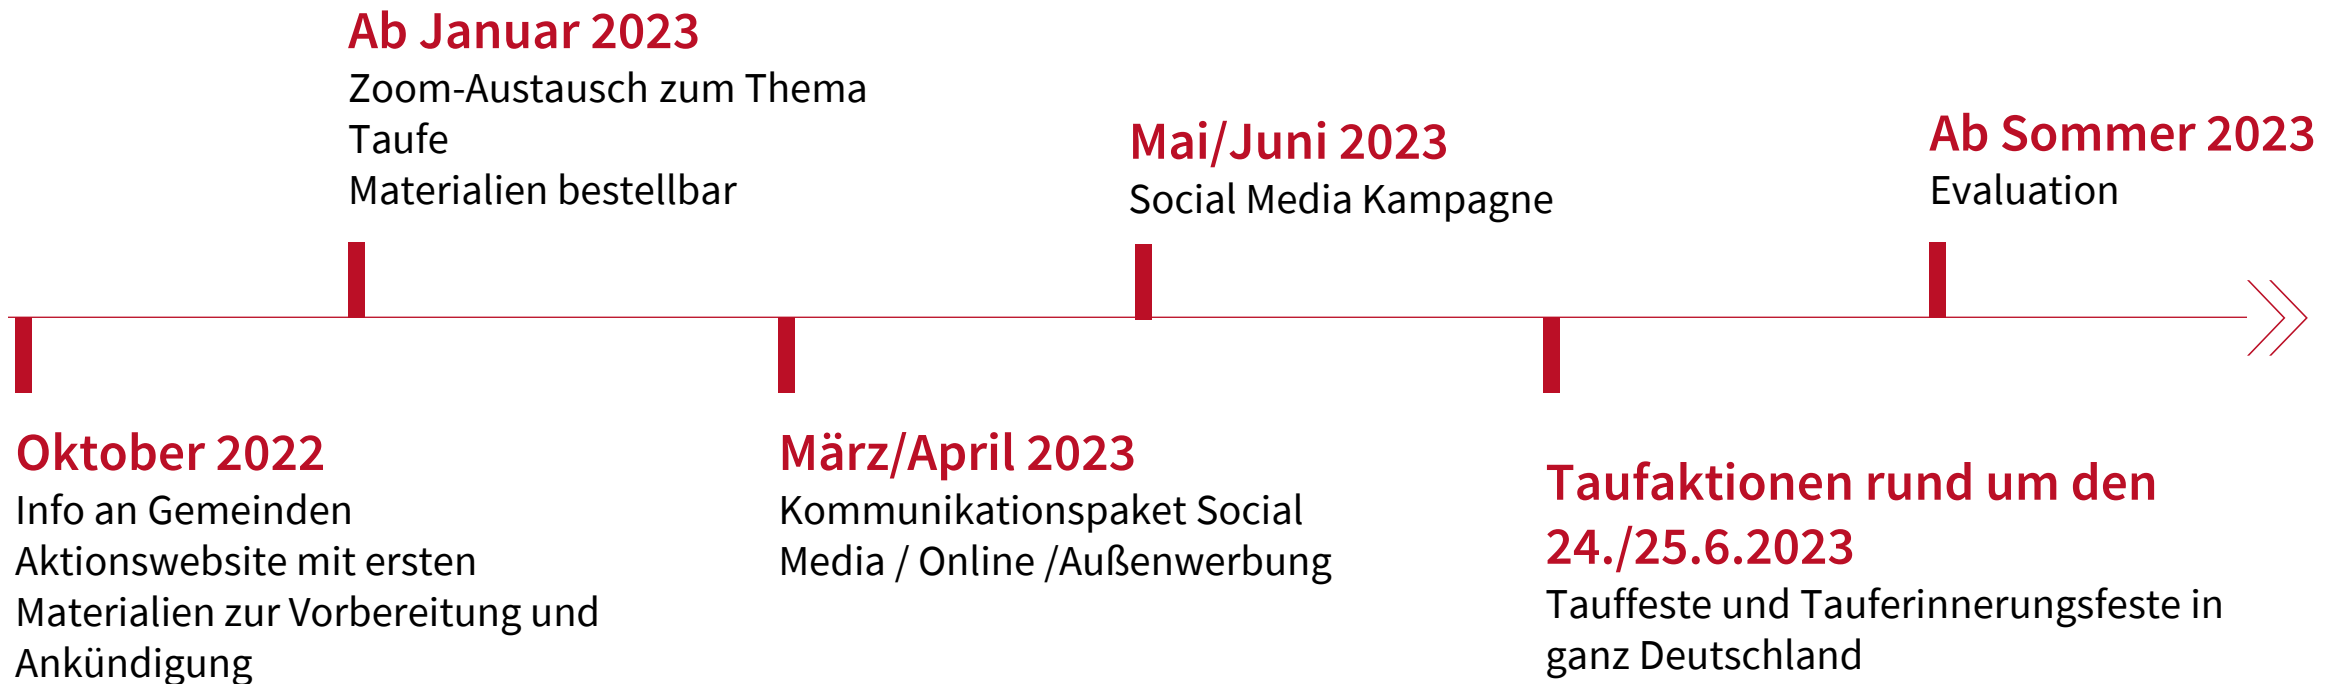 Ab Januar 2023
Zoom-Austausch zum Thema
Taufe
Materialien bestellbar
Mai/Juni 2023
Social Media Kampagne
Ab Sommer 2023
Evaluation
Oktober 2022
Info an Gemeinden
Aktionswebsite mit ersten
Materialien zur Vorbereitung und
Ankündigung
März/April 2023
Kommunikationspaket Social
Media / Online /Außenwerbung
Taufaktionen rund um den
24./25.6.2023
Tauffeste und Tauferinnerungsfeste in
ganz Deutschland